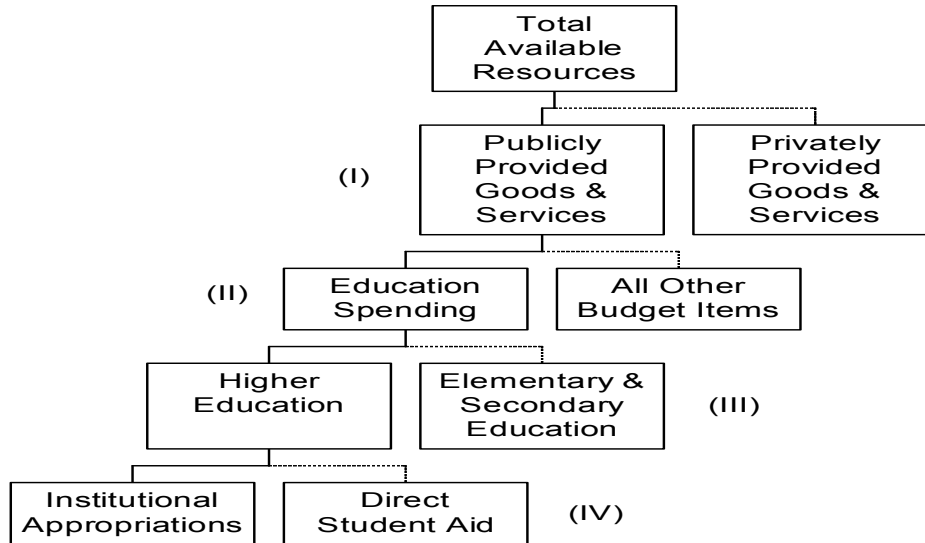 Total
Available
Resources
(I)
Publicly
Provided
Goods &
Services
Privately
Provided
Goods &
Services
(II)
Education
Spending
All Other
Budget Items
Higher
Education
Elementary &
Secondary
Education
(III)
Institutional
Appropriations
Direct
Student Aid
(IV)